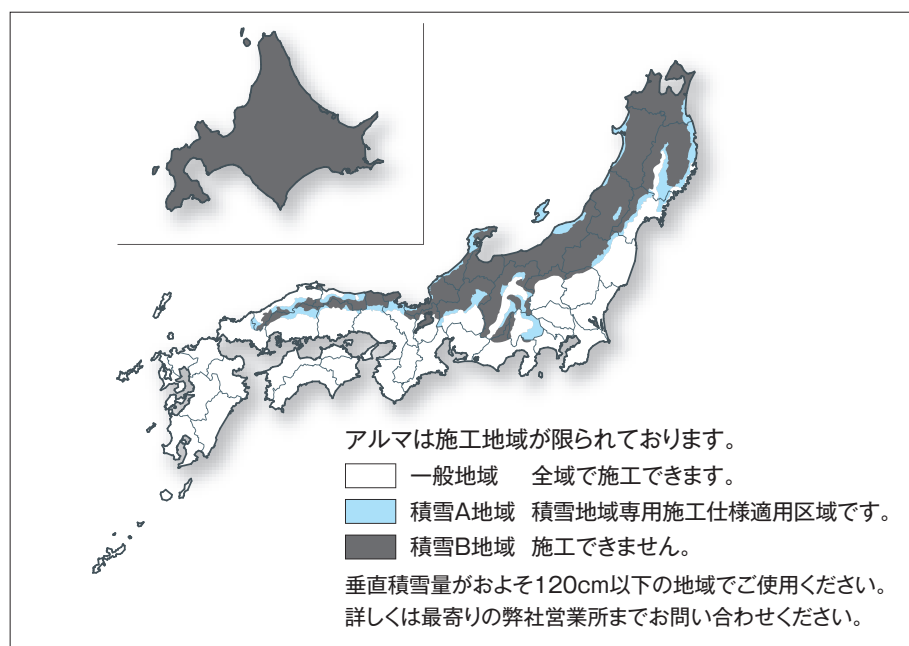 アルマは施工地域が限られております。
一般地域 全域で施工できます。
積雪A地域 積雪地域専用施工仕様適用区域です。
積雪B地域 施工できません。
垂直積雪量がおよそ120cm以下の地域でご使用ください。
詳しくは最寄りの弊社営業所までお問い合わせください。